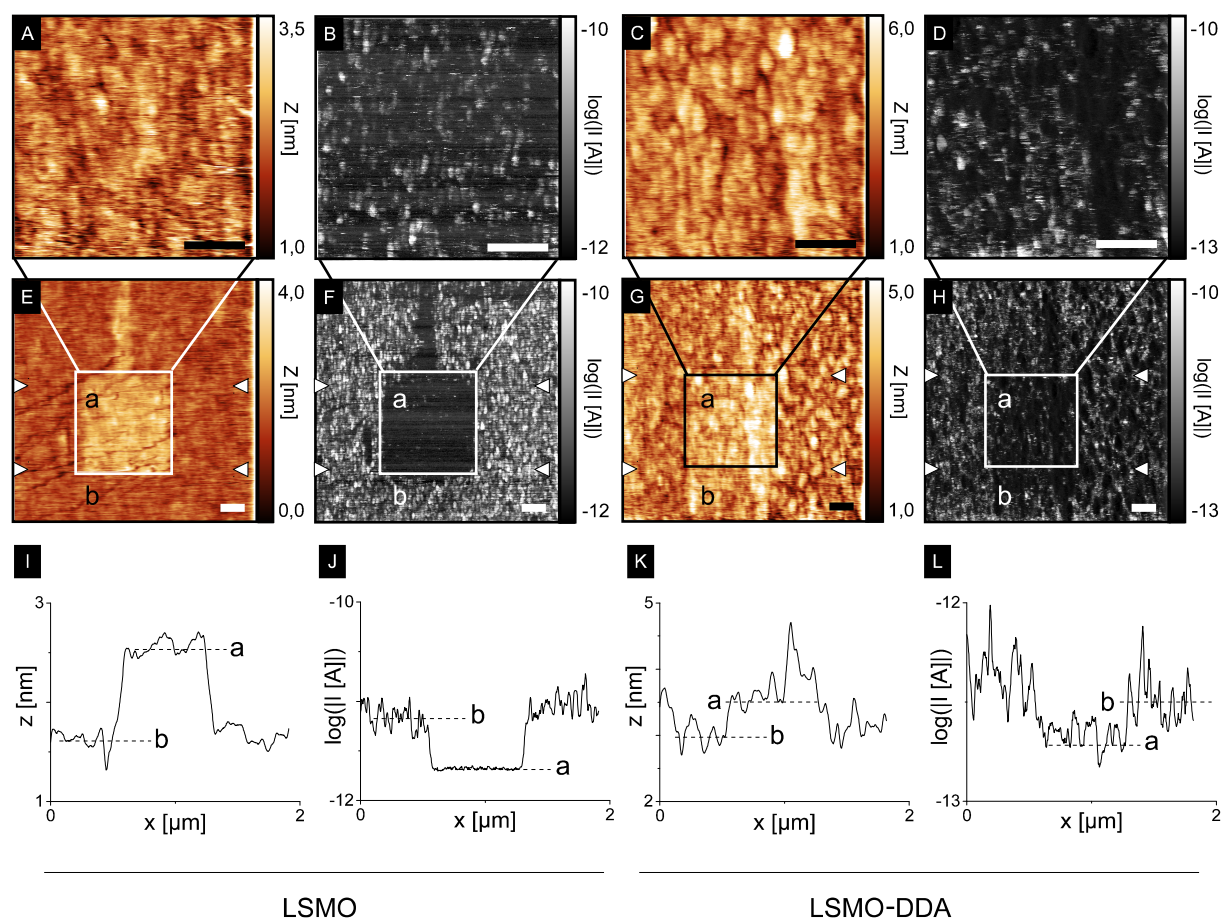 A
3,5
Z [nm]
1,0
B
-10
log(|I [A]|)
-12
C
6,0
Z [nm]
1,0
D
-10
log(|I [A]|)
-13
E
4,0
Z [nm]
0,0
a
b
F
-10
log(|I [A]|)
-12
a
b
G
5,0
Z [nm]
1,0
a
b
H
-10
log(|I [A]|)
-13
a
b
I
3
z [nm]
1
0
x [µm]
2
a
b
J
-10
log(|I [A]|)
-12
0
x [µm]
2
b
a
K
5
z [nm]
2
0
x [µm]
2
a
b
L
-12
log(|I [A]|)
-13
0
x [µm]
2
b
a
LSMO
LSMO-DDA